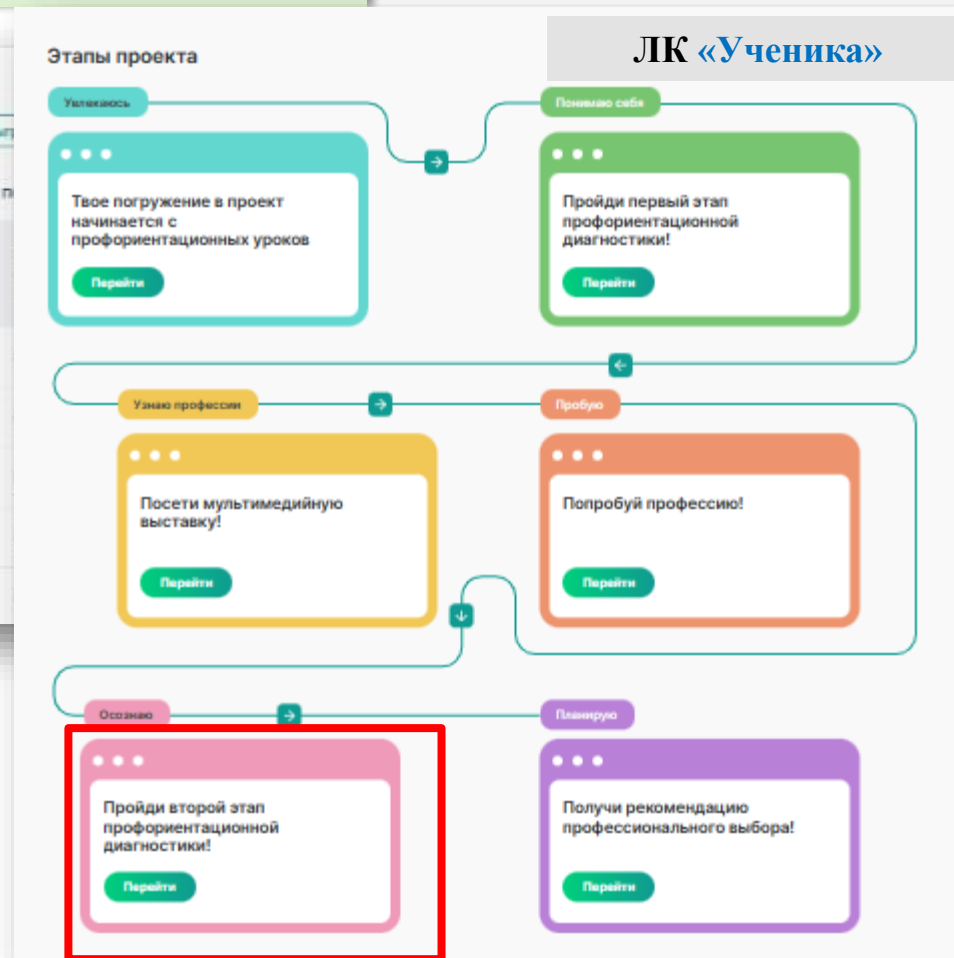 ЛК «Ученика»
Этапы проекта
Увлекаюсь
Понимаю себя
Твое погружение в проект
начинается с
профориентационных уроков
Перейти
Пройди первый этап
профориентационной
диагностики!
Перейти
Узнаю профессии
Пробую
Посети мультимедийную
выставку!
Перейти
Попробуй профессию!
Перейти
Осознаю
Планирую
Пройди второй этап
профориентационной
диагностики!
Перейти
Получи рекомендацию
профессионального выбора!
Перейти